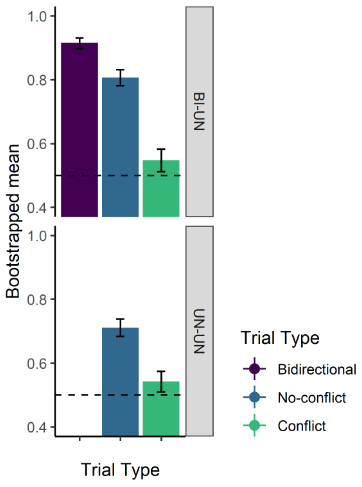 Bootstrapped mean
1.0
0.8
0.6
0.4
BI-UN
1.0
0.8
0.6
0.4
UN-UN
Trial Type
Trial Type
Bidirectional
No-conflict
Conflict